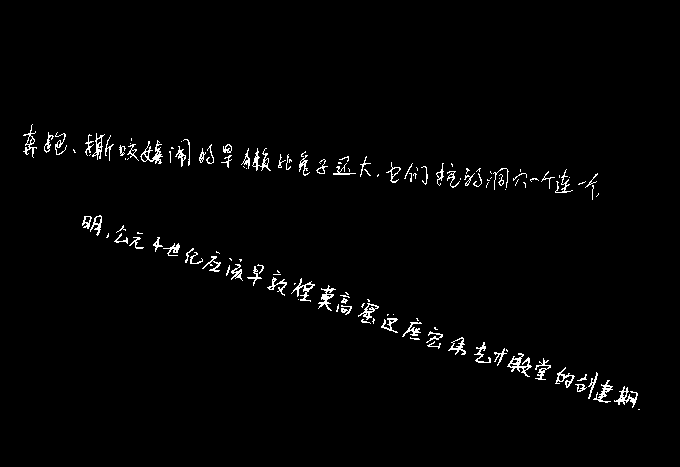 奔跑、撕咬嬉闹的旱獭比兔子还大,它们挖的洞穴一个连一个,
明,公元4世纪应该早敦煌莫高窟这座宏伟艺术殿堂的创建期.